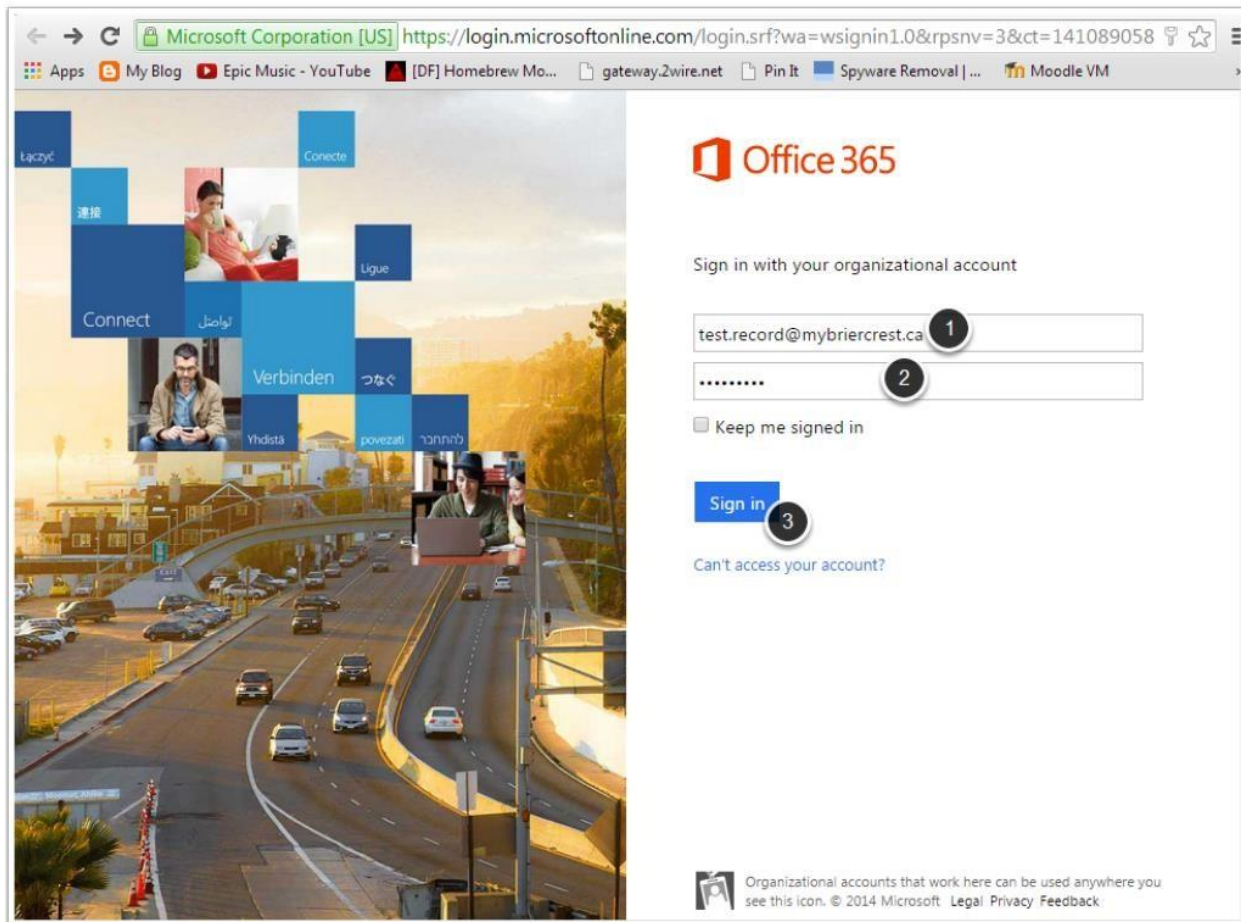 Microsoft Corporation [US] https://login.microsoftonline.com/login.srf?wa=wsignin1.0&rpsnv=3&ct=141089058
Apps My Blog Epic Music - YouTube [DF] Homebrew Mo... gateway.2wire.net Pin It Spyware Removal | ... Moodle VM
Łączyć
Conecte
連接
Ligue
Connect
تواصَل
Verbinden
つなぐ
Yhdistä
povezati
להתחבר
EXIT
Office 365
Sign in with your organizational account
test.record@mybriercrest.ca 1
••••••••• 2
Keep me signed in
Sign in 3
Can't access your account?
Organizational accounts that work here can be used anywhere you
see this icon. © 2014 Microsoft Legal Privacy Feedback